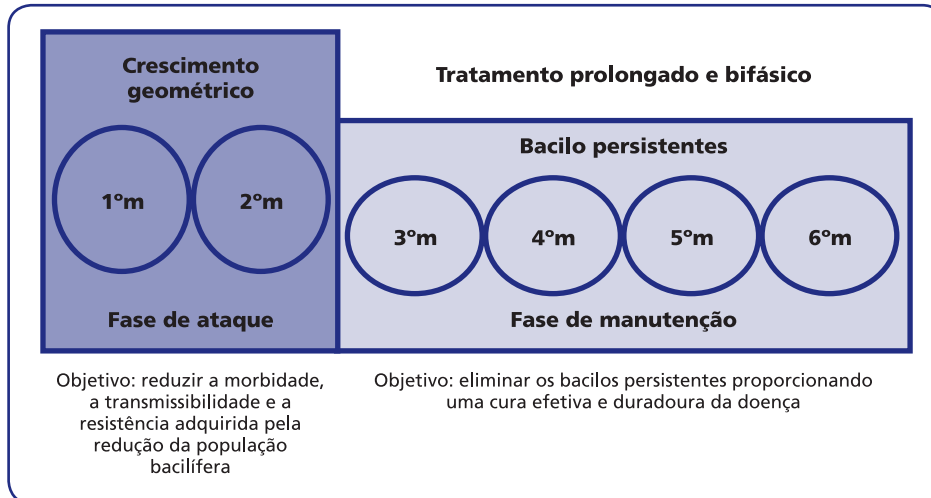 Crescimento
geométrico
1ºm
2ºm
Fase de ataque
Tratamento prolongado e bifásico
Bacilo persistentes
3ºm
4ºm
5ºm
6ºm
Fase de manutenção
Objetivo: reduzir a morbidade,
a transmissibilidade e a
resistência adquirida pela
redução da população
bacilífera
Objetivo: eliminar os bacilos persistentes proporcionando
uma cura efetiva e duradoura da doença